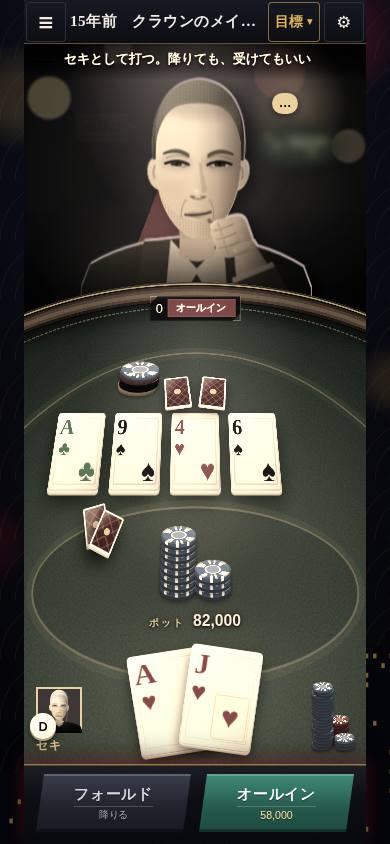 15年前 クラウンのメイ…
目標 ▾
セキとして打つ。降りても、受けてもいい
…
0 オールイン
A
9
4
6
ポット 82,000
A
J
D
セキ
フォールド
降りる
オールイン
58,000